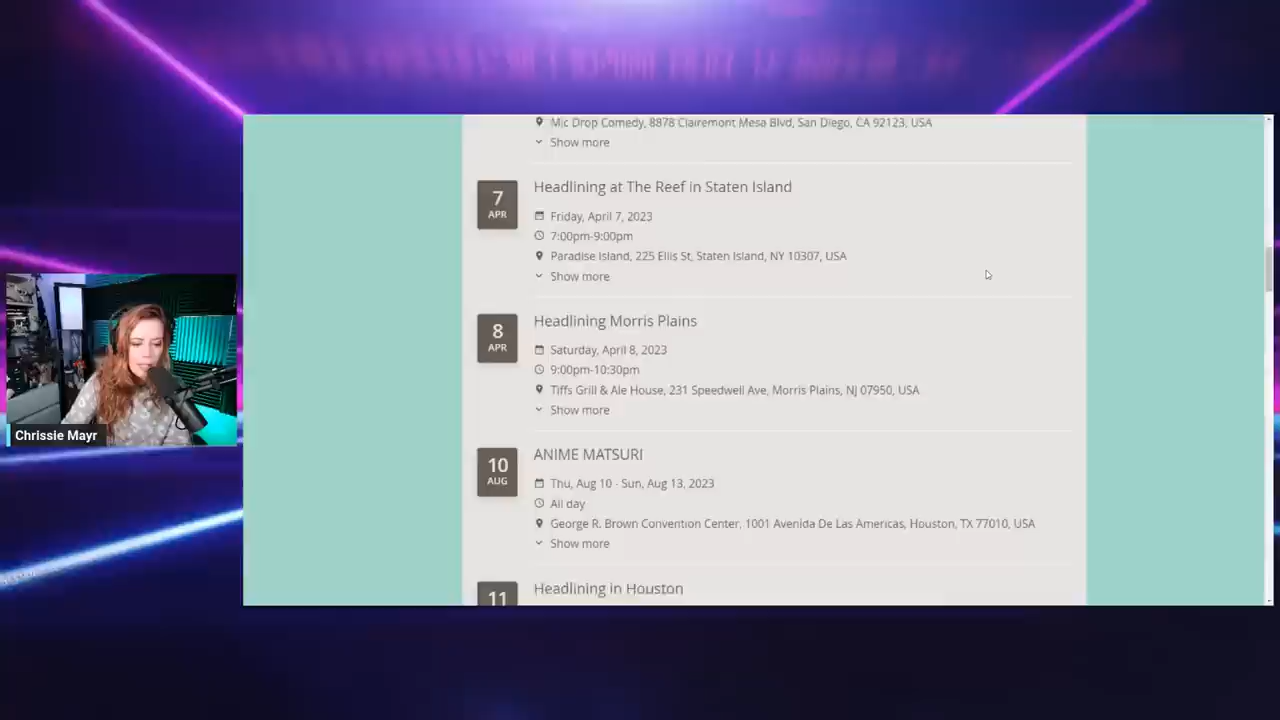 Mic Drop Comedy, 8878 Clairemont Mesa Blvd, San Diego, CA 92123, USA
Show more
7
APR
Headlining at The Reef in Staten Island
Friday, April 7, 2023
7:00pm-9:00pm
Paradise Island, 225 Ellis St, Staten Island, NY 10307, USA
Show more
8
APR
Headlining Morris Plains
Saturday, April 8, 2023
9:00pm-10:30pm
Tiffs Grill & Ale House, 231 Speedwell Ave, Morris Plains, NJ 07950, USA
Show more
Chrissie Mayr
10
AUG
ANIME MATSURI
Thu, Aug 10 - Sun, Aug 13, 2023
All day
George R. Brown Convention Center, 1001 Avenida De Las Americas, Houston, TX 77010, USA
Show more
11
Headlining in Houston